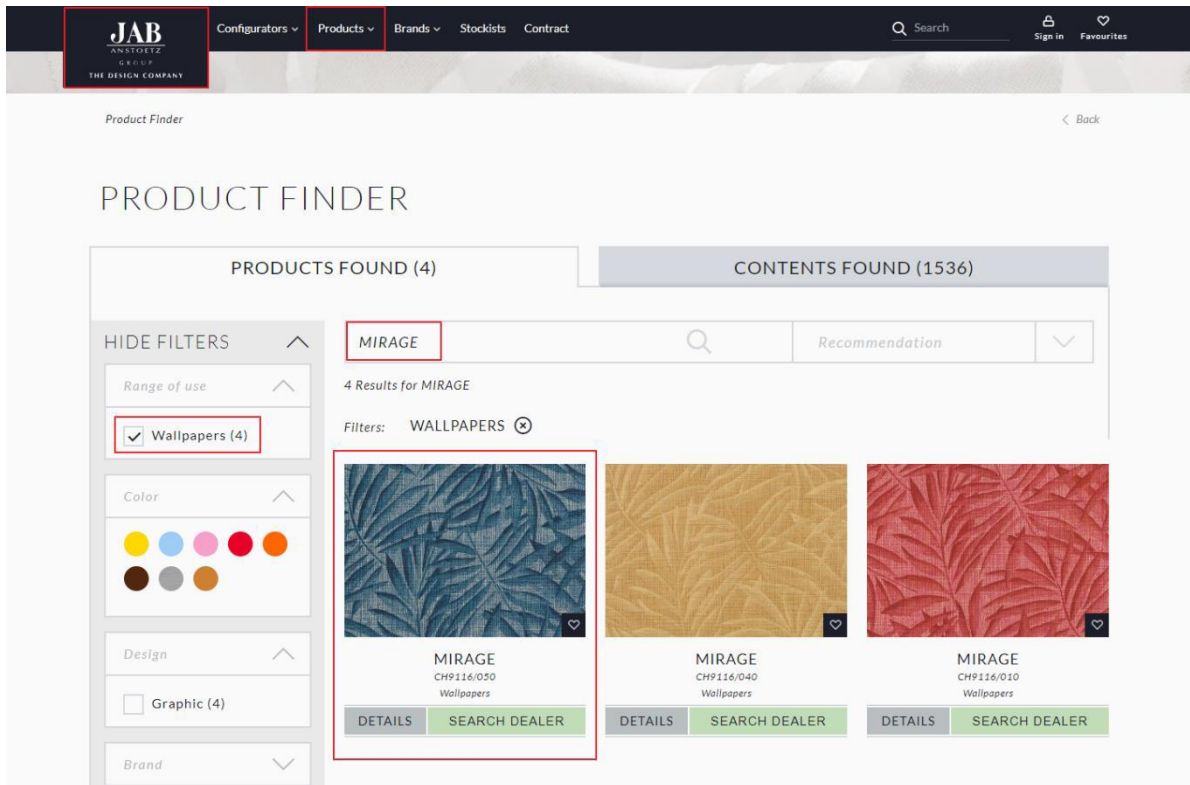 JAB
ANSTOETZ
GROUP
THE DESIGN COMPANY
Configurators Products Brands Stockists Contract
Search
Sign in Favourites
Product Finder
Back
PRODUCT FINDER
PRODUCTS FOUND (4)
CONTENTS FOUND (1536)
HIDE FILTERS
MIRAGE
Recommendation
Range of use
4 Results for MIRAGE
Wallpapers (4)
Filters: WALLPAPERS
Color
Design
Graphic (4)
Brand
MIRAGE
CH9116/050
Wallpapers
DETAILS SEARCH DEALER
MIRAGE
CH9116/040
Wallpapers
DETAILS SEARCH DEALER
MIRAGE
CH9116/010
Wallpapers
DETAILS SEARCH DEALER